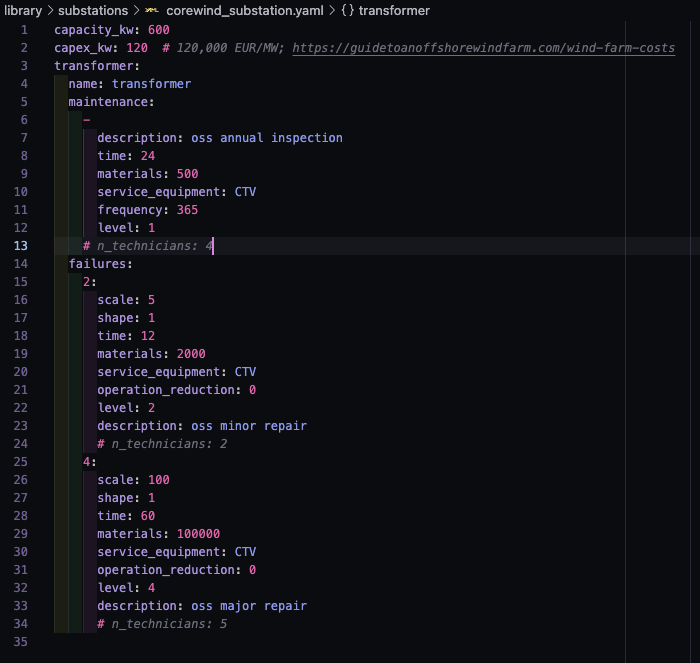 library > substations > corewind_substation.yaml > {} transformer
1 capacity_kw: 600
2 capex_kw: 120  # 120,000 EUR/MW; https://guidetoanoffshorewindfarm.com/wind-farm-costs
3 transformer:
4   name: transformer
5   maintenance:
6     -
7       description: oss annual inspection
8       time: 24
9       materials: 500
10       service_equipment: CTV
11       frequency: 365
12       level: 1
13     # n_technicians: 4
14   failures:
15     2:
16       scale: 5
17       shape: 1
18       time: 12
19       materials: 2000
20       service_equipment: CTV
21       operation_reduction: 0
22       level: 2
23       description: oss minor repair
24       # n_technicians: 2
25     4:
26       scale: 100
27       shape: 1
28       time: 60
29       materials: 100000
30       service_equipment: CTV
31       operation_reduction: 0
32       level: 4
33       description: oss major repair
34       # n_technicians: 5
35